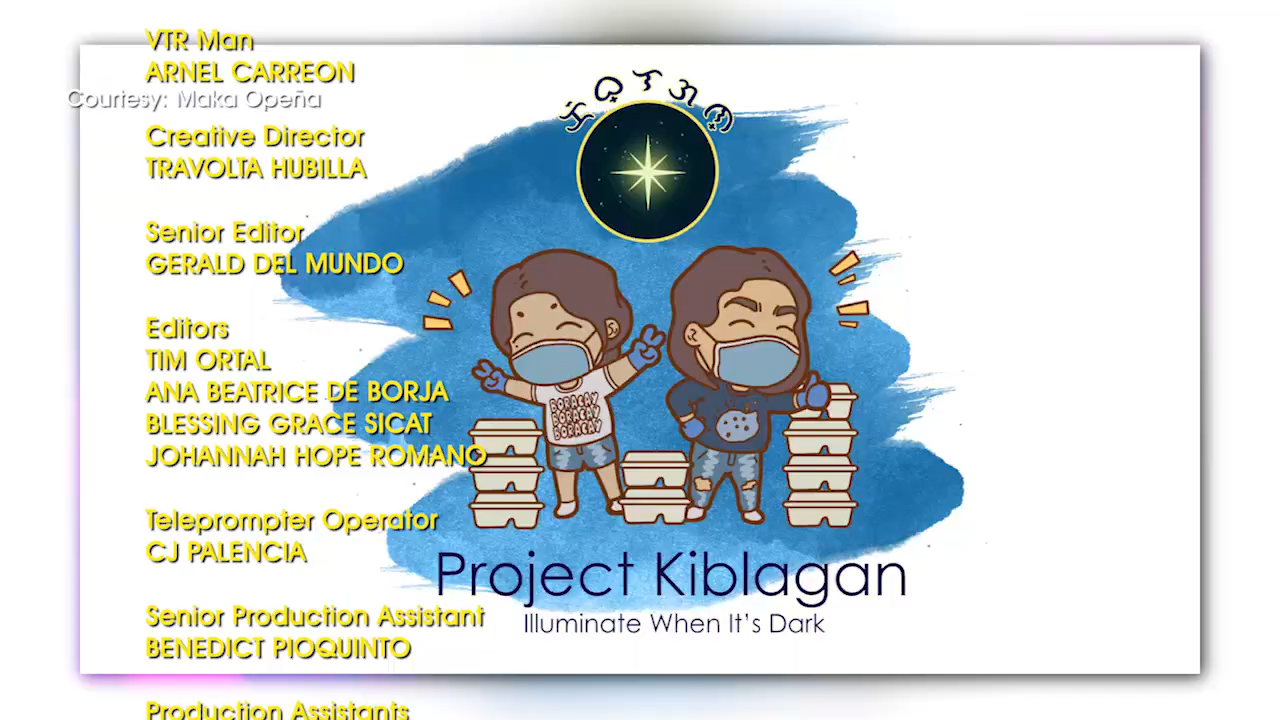 VTR Man
ARNEL CARREON
Courtesy: Maka Opeña
Creative Director
TRAVOLTA HUBILLA
Senior Editor
GERALD DEL MUNDO
Editors
TIM ORTAL
ANA BEATRICE DE BORJA
BLESSING GRACE SICAT
JOHANNAH HOPE ROMANO
Teleprompter Operator
CJ PALENCIA
Senior Production Assistant
BENEDICT PIOQUINTO
Production Assistants
BORACAY
BORACAY
BORACAY
Project Kiblagan
Illuminate When It's Dark